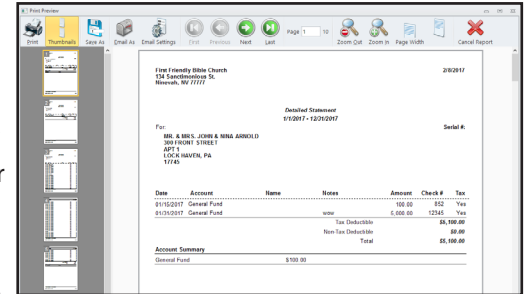 Print Preview
Print Thumbnails Save As Email As Email Settings First Previous Next Last Page 1 10 Zoom Out Zoom In Page Width Cancel Report
First Friendly Bible Church 2/8/2017
134 Sanctimonious St.
Ninevah, NV 77777
Detailed Statement
1/1/2017 - 12/31/2017
For: Serial #:
MR. & MRS. JOHN & NINA ARNOLD
300 FRONT STREET
APT 1
LOCK HAVEN, PA
17745
Date Account Name Notes Amount Check # Tax
01/15/2017 General Fund 100.00 852 Yes
01/31/2017 General Fund wow 5,000.00 12345 Yes
Tax Deductible $5,100.00
Non-Tax Deductible $0.00
Total $5,100.00
Account Summary
General Fund $100.00